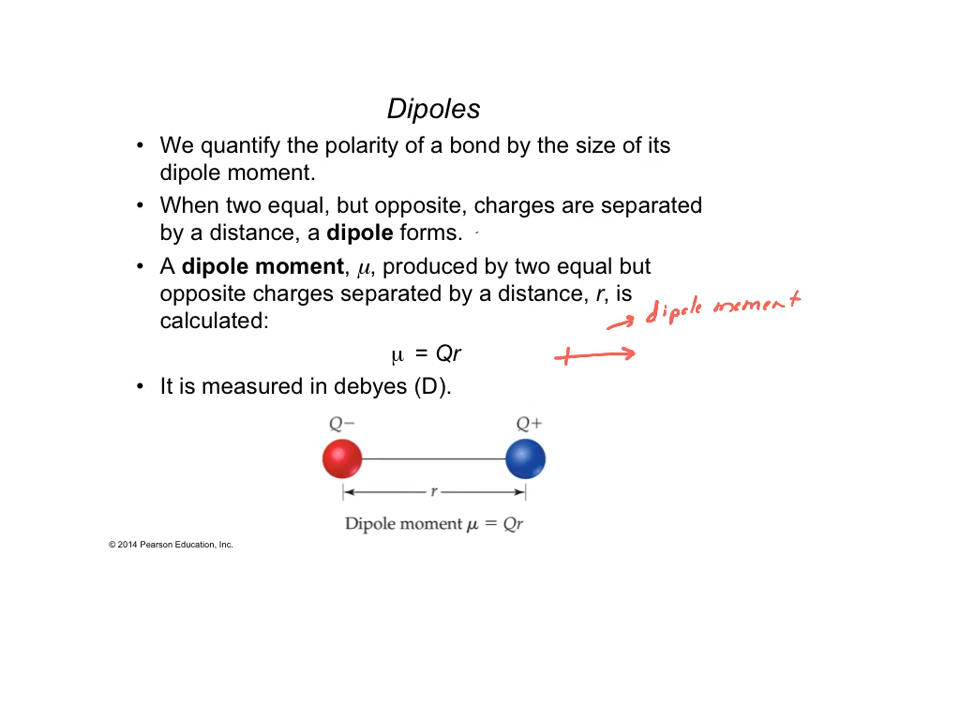 Dipoles
• We quantify the polarity of a bond by the size of its
dipole moment.
• When two equal, but opposite, charges are separated
by a distance, a dipole forms.
• A dipole moment, μ, produced by two equal but
opposite charges separated by a distance, r, is
calculated:
→ dipole moment
μ = Qr
• It is measured in debyes (D).
Q− Q+
r
Dipole moment μ = Qr
© 2014 Pearson Education, Inc.